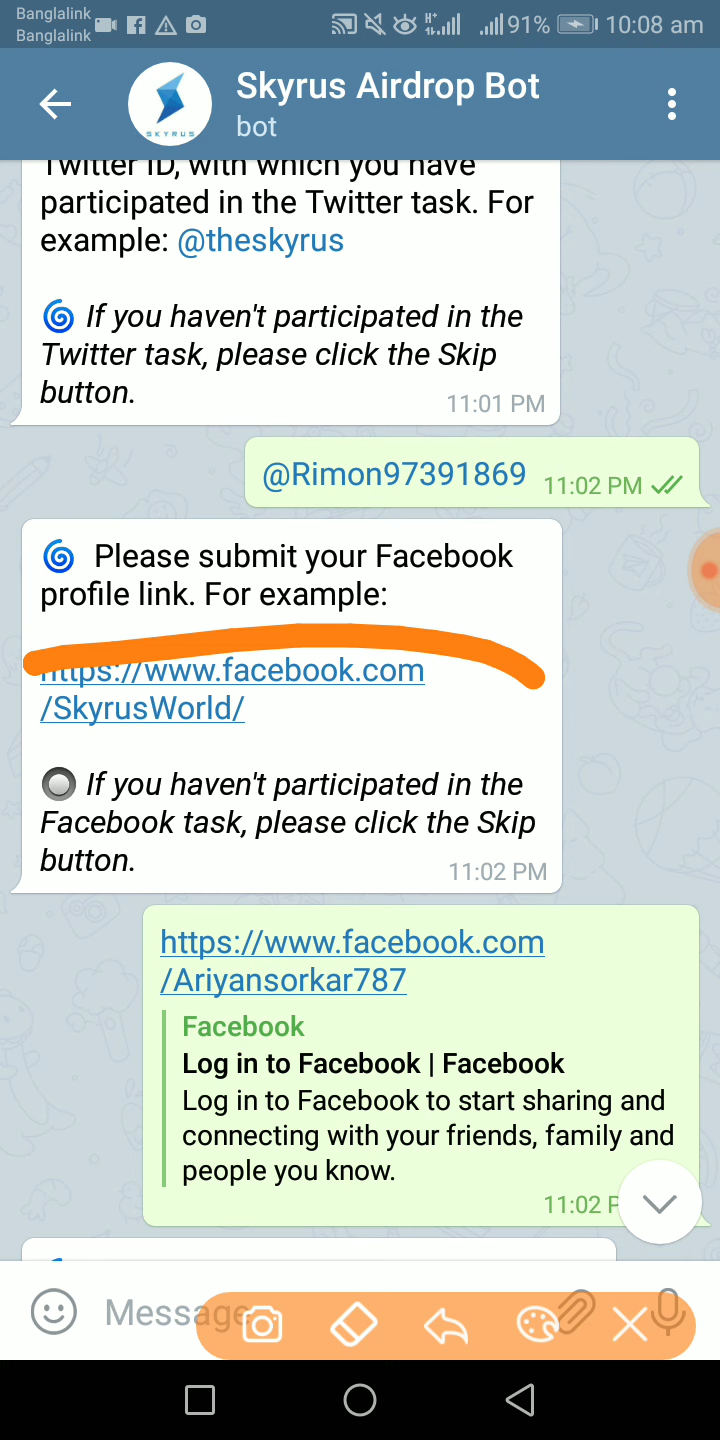 Banglalink
Banglalink
91%
10:08 am
SKYRUS
Skyrus Airdrop Bot
bot
Twitter ID, with which you have
participated in the Twitter task. For
example: @theskyrus
If you haven't participated in the
Twitter task, please click the Skip
button.
11:01 PM
@Rimon97391869
11:02 PM
Please submit your Facebook
profile link. For example:
https://www.facebook.com
/SkyrusWorld/
If you haven't participated in the
Facebook task, please click the Skip
button.
11:02 PM
https://www.facebook.com
/Ariyansorkar787
Facebook
Log in to Facebook | Facebook
Log in to Facebook to start sharing and
connecting with your friends, family and
people you know.
11:02 P
Message